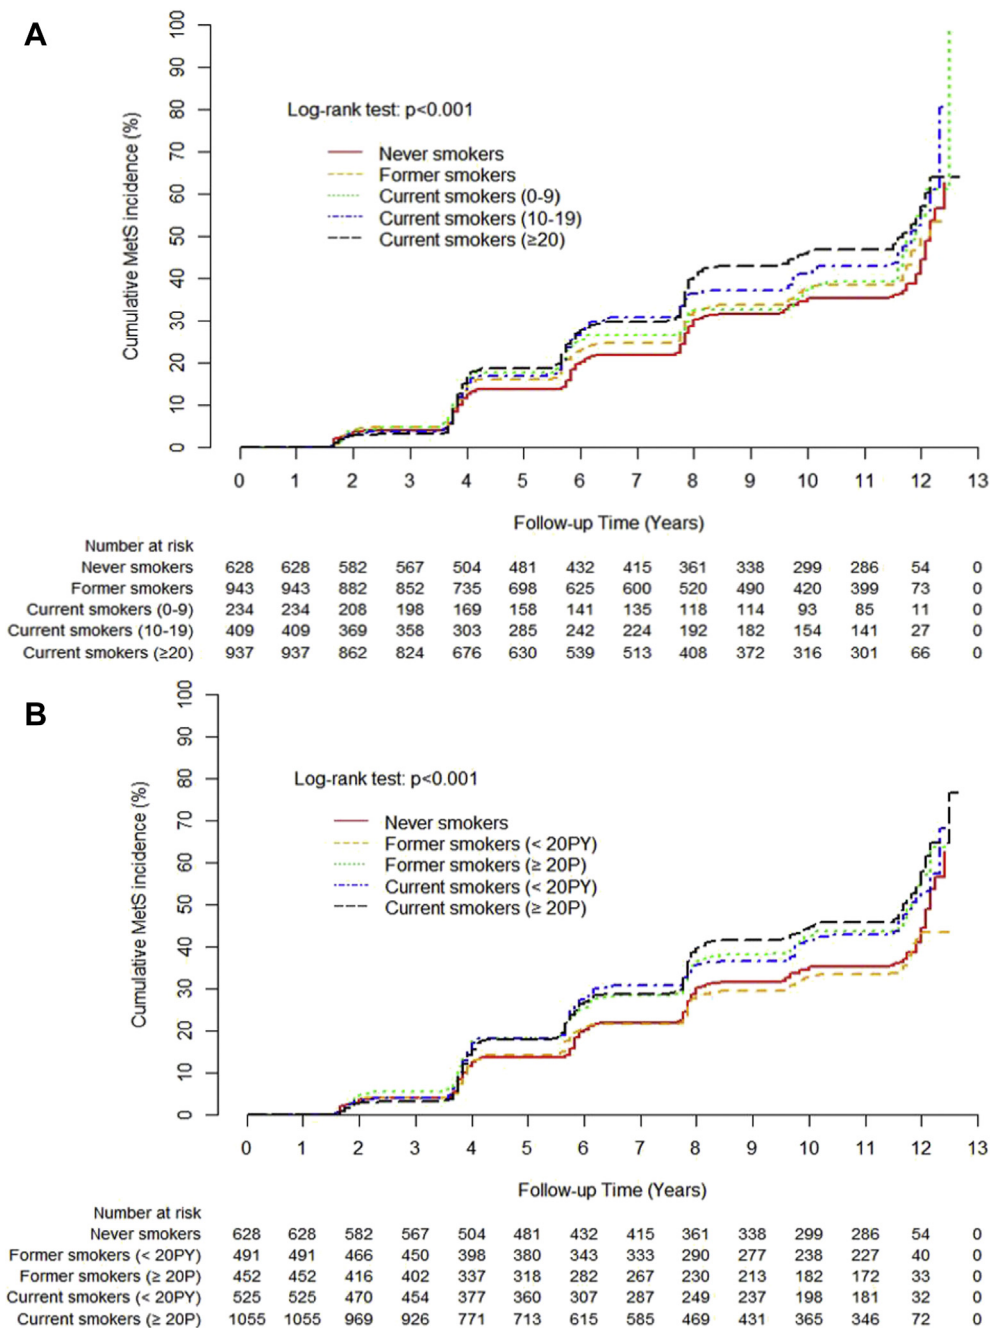 A
Cumulative MetS incidence (%)
100
90
80
70
60
50
40
30
20
10
0
Log-rank test: p<0.001
Never smokers
Former smokers
Current smokers (0-9)
Current smokers (10-19)
Current smokers (≥20)
0 1 2 3 4 5 6 7 8 9 10 11 12 13
Follow-up Time (Years)
Number at risk
Never smokers 628 628 582 567 504 481 432 415 361 338 299 286 54 0
Former smokers 943 943 882 852 735 698 625 600 520 490 420 399 73 0
Current smokers (0-9) 234 234 208 198 169 158 141 135 118 114 93 85 11 0
Current smokers (10-19) 409 409 369 358 303 285 242 224 192 182 154 141 27 0
Current smokers (≥20) 937 937 862 824 676 630 539 513 408 372 316 301 66 0
B
Cumulative MetS incidence (%)
100
90
80
70
60
50
40
30
20
10
0
Log-rank test: p<0.001
Never smokers
Former smokers (< 20PY)
Former smokers (≥ 20P)
Current smokers (< 20PY)
Current smokers (≥ 20P)
0 1 2 3 4 5 6 7 8 9 10 11 12 13
Follow-up Time (Years)
Number at risk
Never smokers 628 628 582 567 504 481 432 415 361 338 299 286 54 0
Former smokers (< 20PY) 491 491 466 450 398 380 343 333 290 277 238 227 40 0
Former smokers (≥ 20P) 452 452 416 402 337 318 282 267 230 213 182 172 33 0
Current smokers (< 20PY) 525 525 470 454 377 360 307 287 249 237 198 181 32 0
Current smokers (≥ 20P) 1055 1055 969 926 771 713 615 585 469 431 365 346 72 0